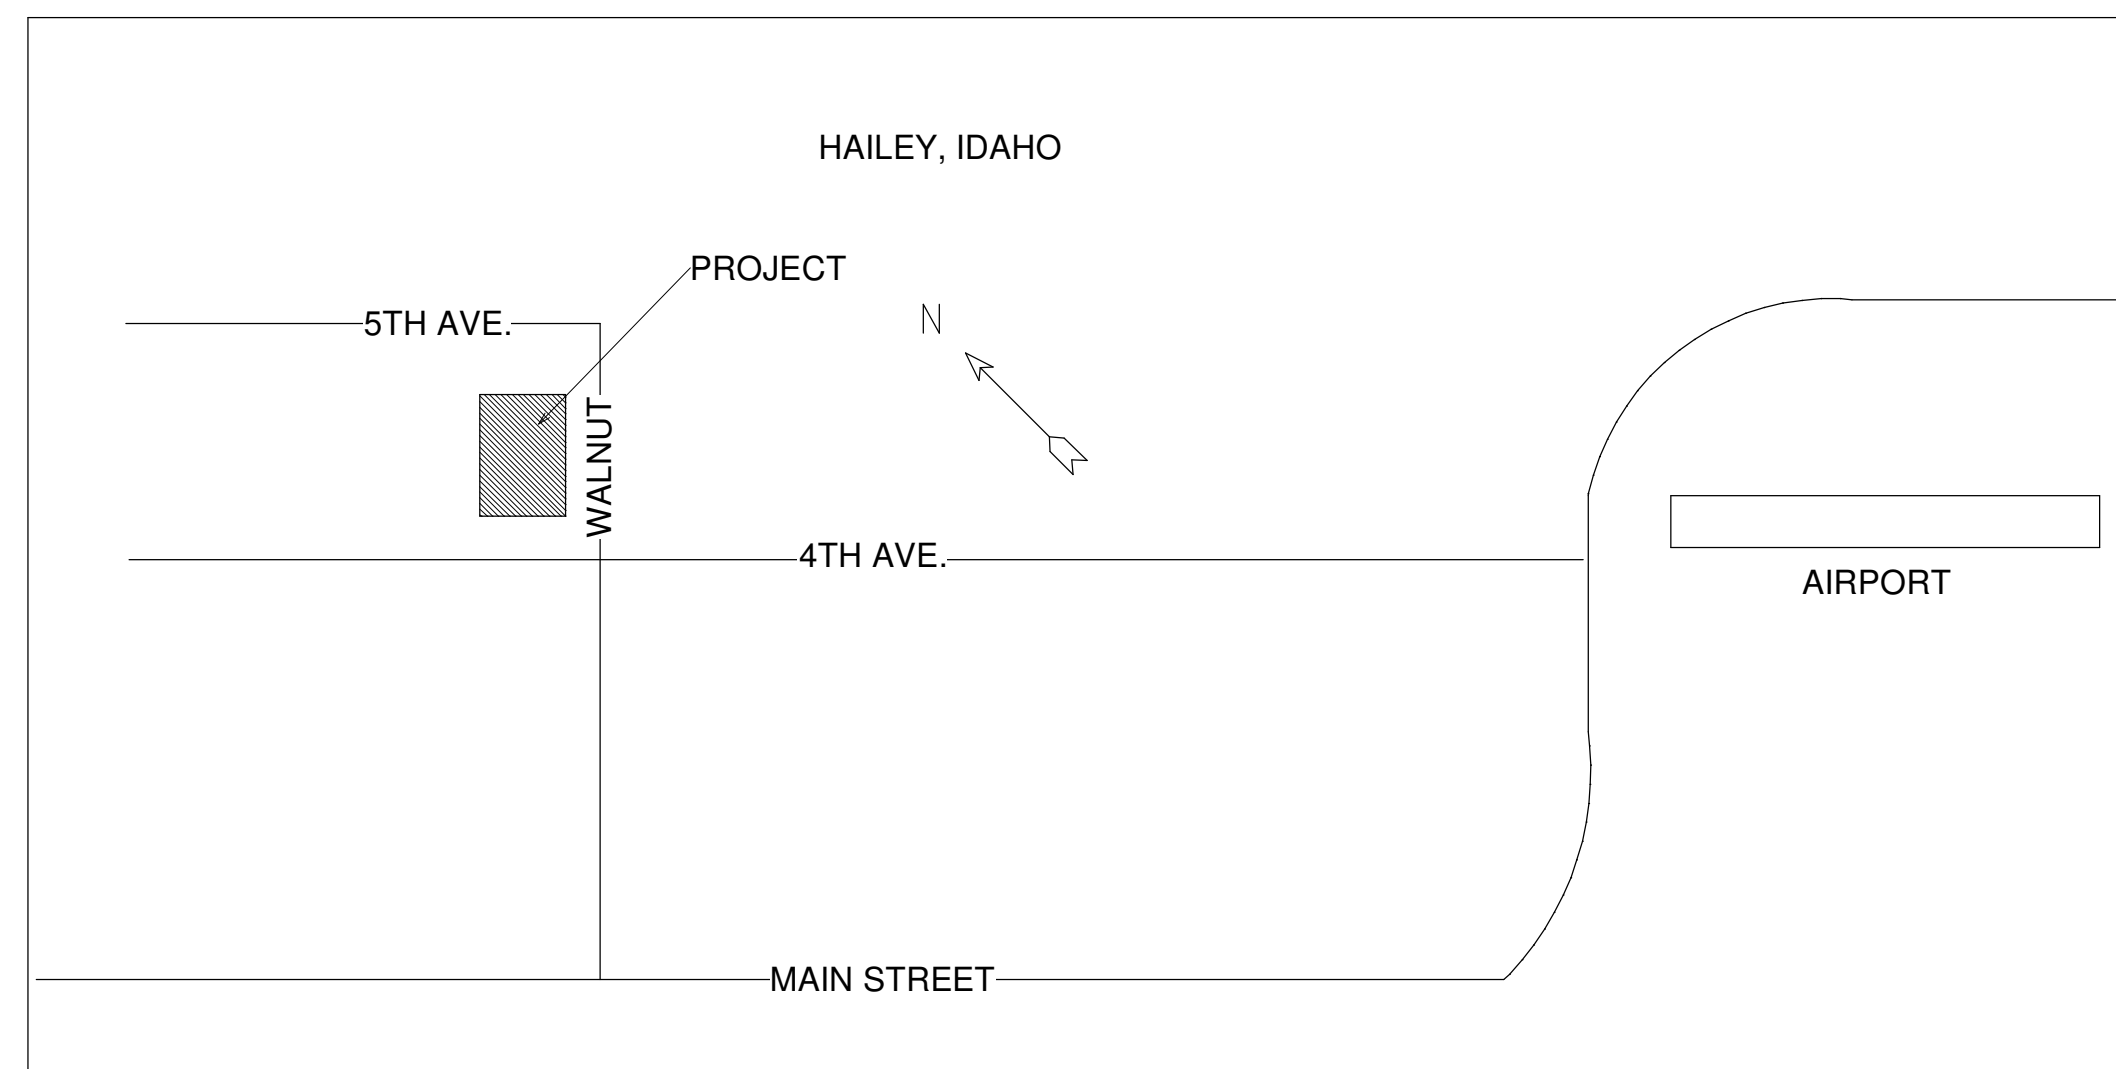 HAILEY, IDAHO
PROJECT
5TH AVE.
N
WALNUT
4TH AVE.
AIRPORT
MAIN STREET